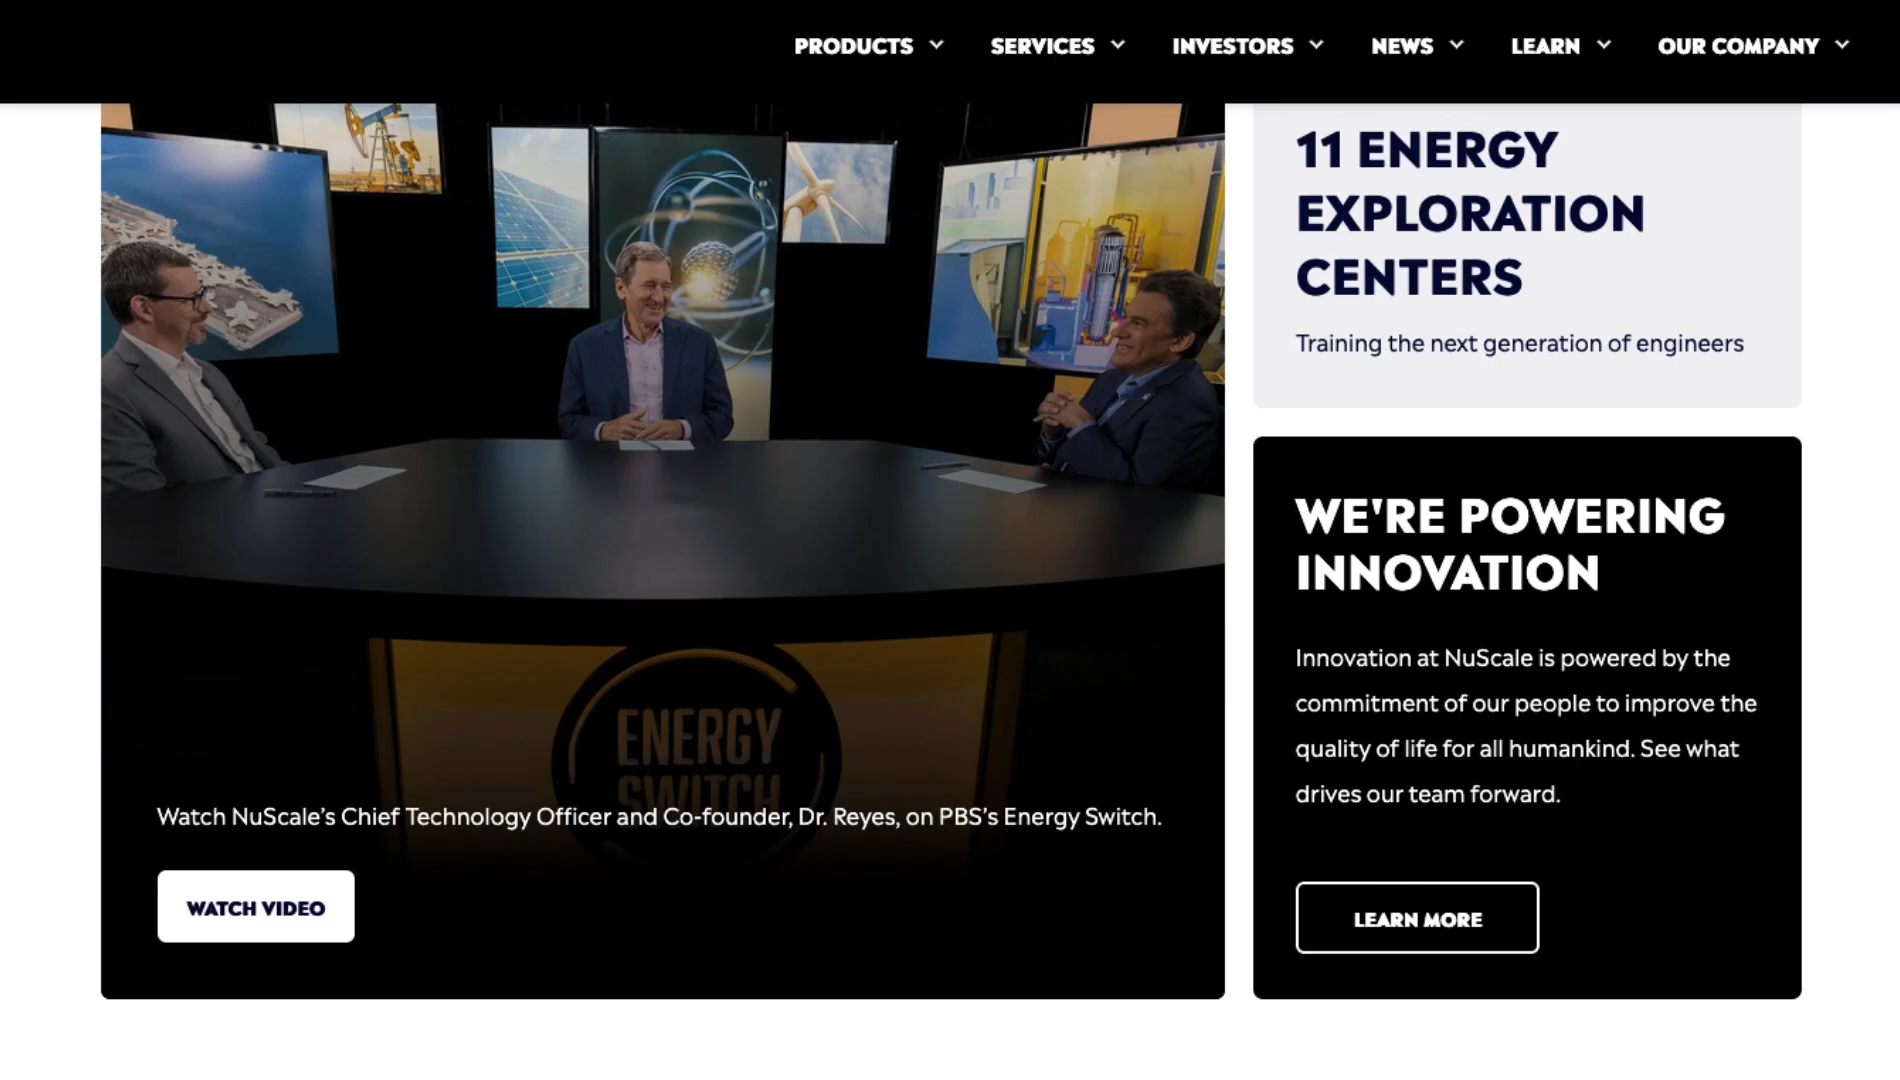 PRODUCTS SERVICES INVESTORS NEWS LEARN OUR COMPANY
11 ENERGY
EXPLORATION
CENTERS
Training the next generation of engineers
WE'RE POWERING
INNOVATION
Innovation at NuScale is powered by the
commitment of our people to improve the
quality of life for all humankind. See what
drives our team forward.
LEARN MORE
ENERGY
SWITCH
Watch NuScale’s Chief Technology Officer and Co-founder, Dr. Reyes, on PBS’s Energy Switch.
WATCH VIDEO